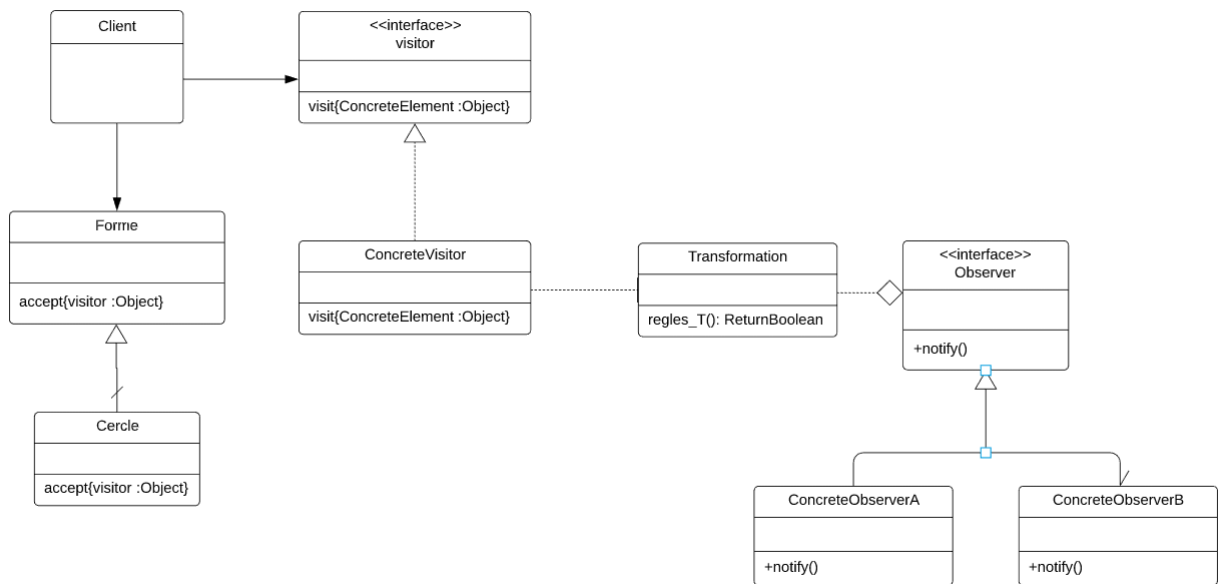 Client
<<interface>>
visitor
visit{ConcreteElement :Object}
Forme
accept{visitor :Object}
Cercle
accept{visitor :Object}
ConcreteVisitor
visit{ConcreteElement :Object}
Transformation
regles_T(): ReturnBoolean
<<interface>>
Observer
+notify()
ConcreteObserverA
+notify()
ConcreteObserverB
+notify()